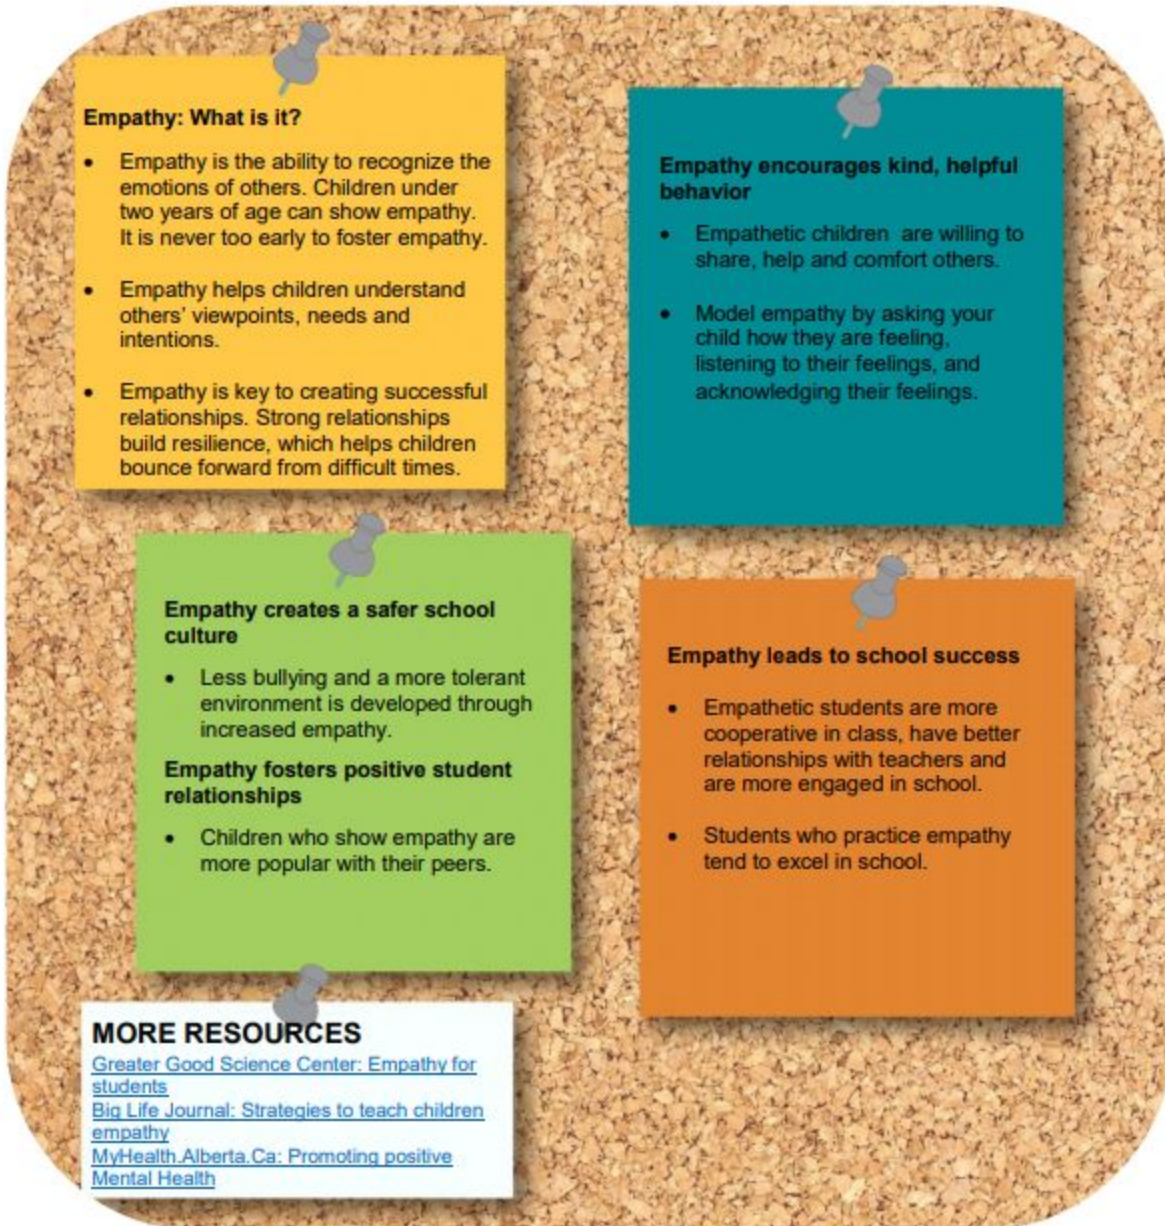 Empathy: What is it?
• Empathy is the ability to recognize the
emotions of others. Children under
two years of age can show empathy.
It is never too early to foster empathy.
• Empathy helps children understand
others' viewpoints, needs and
intentions.
• Empathy is key to creating successful
relationships. Strong relationships
build resilience, which helps children
bounce forward from difficult times.
Empathy encourages kind, helpful
behavior
• Empathetic children are willing to
share, help and comfort others.
• Model empathy by asking your
child how they are feeling,
listening to their feelings, and
acknowledging their feelings.
Empathy creates a safer school
culture
• Less bullying and a more tolerant
environment is developed through
increased empathy.
Empathy fosters positive student
relationships
• Children who show empathy are
more popular with their peers.
Empathy leads to school success
• Empathetic students are more
cooperative in class, have better
relationships with teachers and
are more engaged in school.
• Students who practice empathy
tend to excel in school.
MORE RESOURCES
Greater Good Science Center: Empathy for
students
Big Life Journal: Strategies to teach children
empathy
MyHealth.Alberta.Ca: Promoting positive
Mental Health